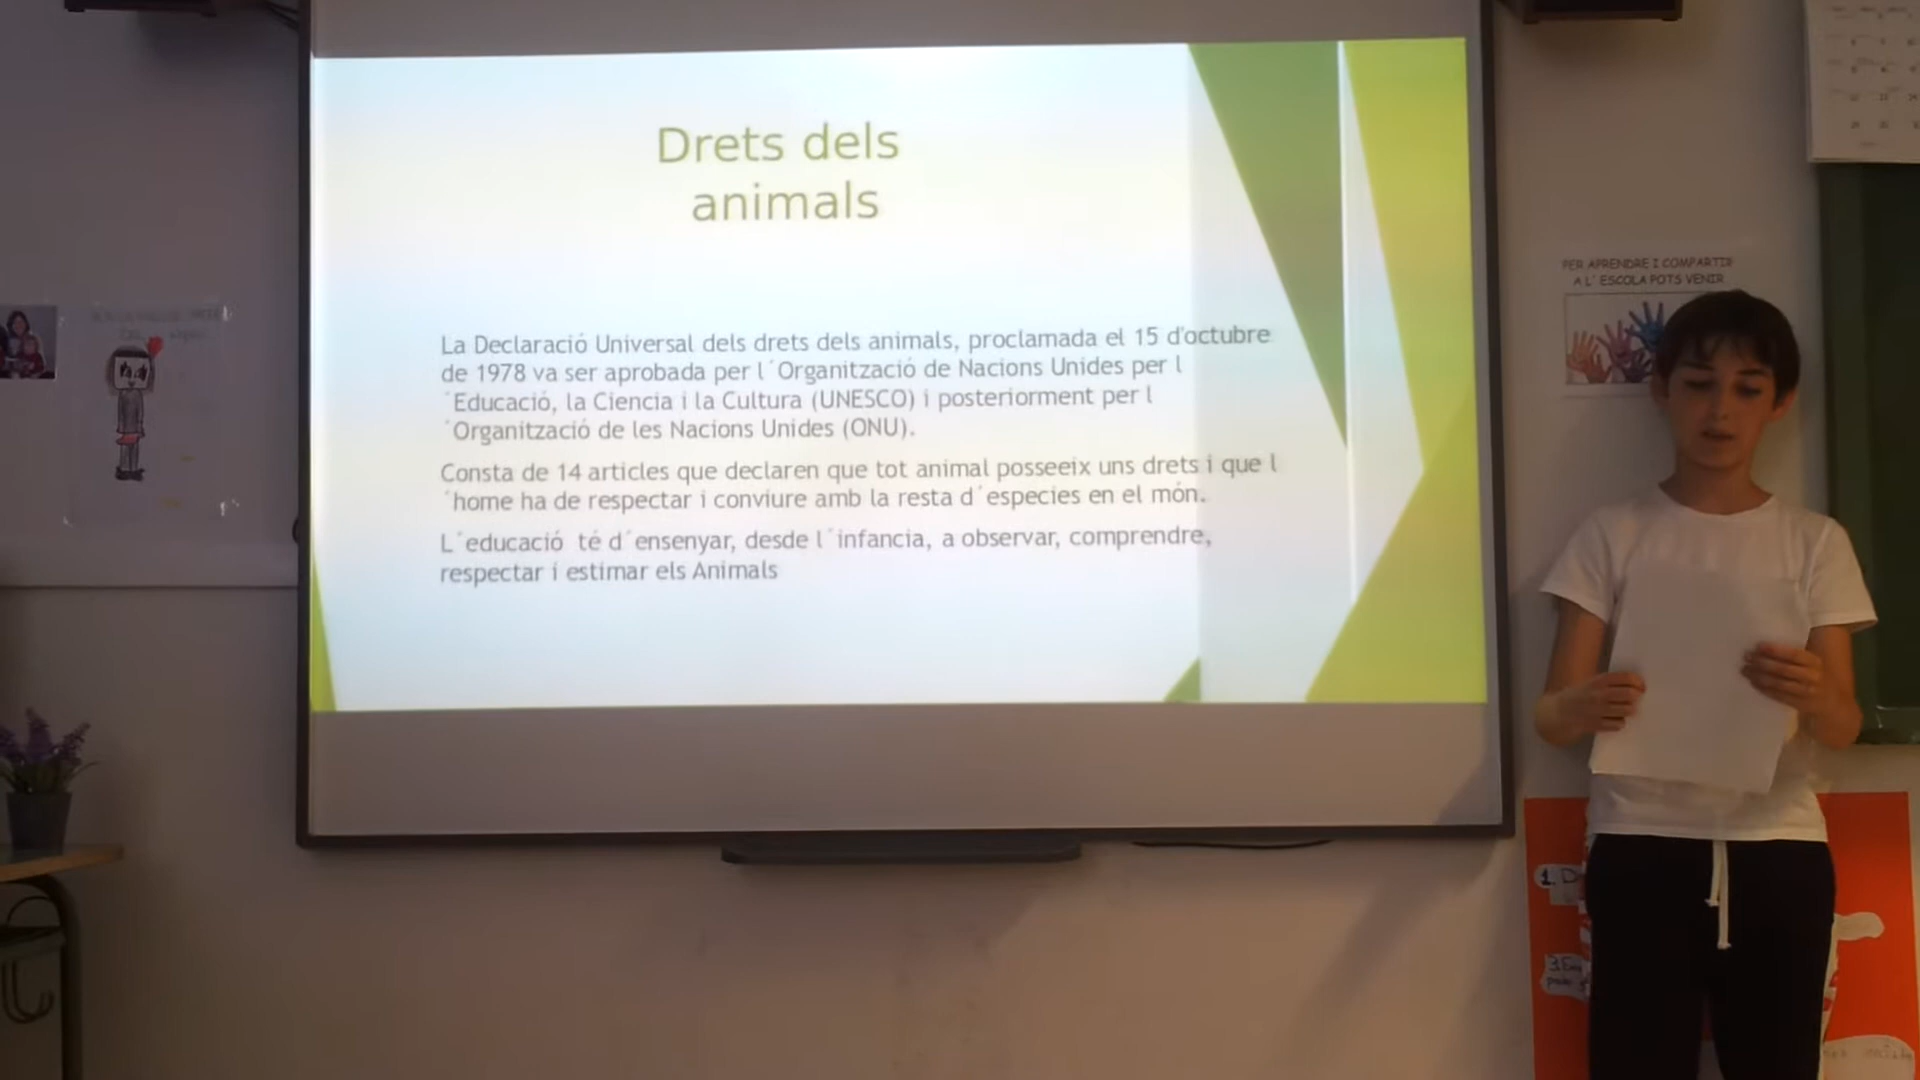 Drets dels
animals
La Declaració Universal dels drets dels animals, proclamada el 15 d'octubre
de 1978 va ser aprobada per l´Organització de Nacions Unides per l
´Educació, la Ciencia i la Cultura (UNESCO) i posteriorment per l
´Organització de les Nacions Unides (ONU).
Consta de 14 articles que declaren que tot animal posseeix uns drets i que l
´home ha de respectar i conviure amb la resta d´especies en el món.
L´educació té d´ensenyar, desde l´infancia, a observar, comprendre,
respectar i estimar els Animals
PER APRENDRE I COMPARTIR
A L´ESCOLA POTS VENIR
1. D